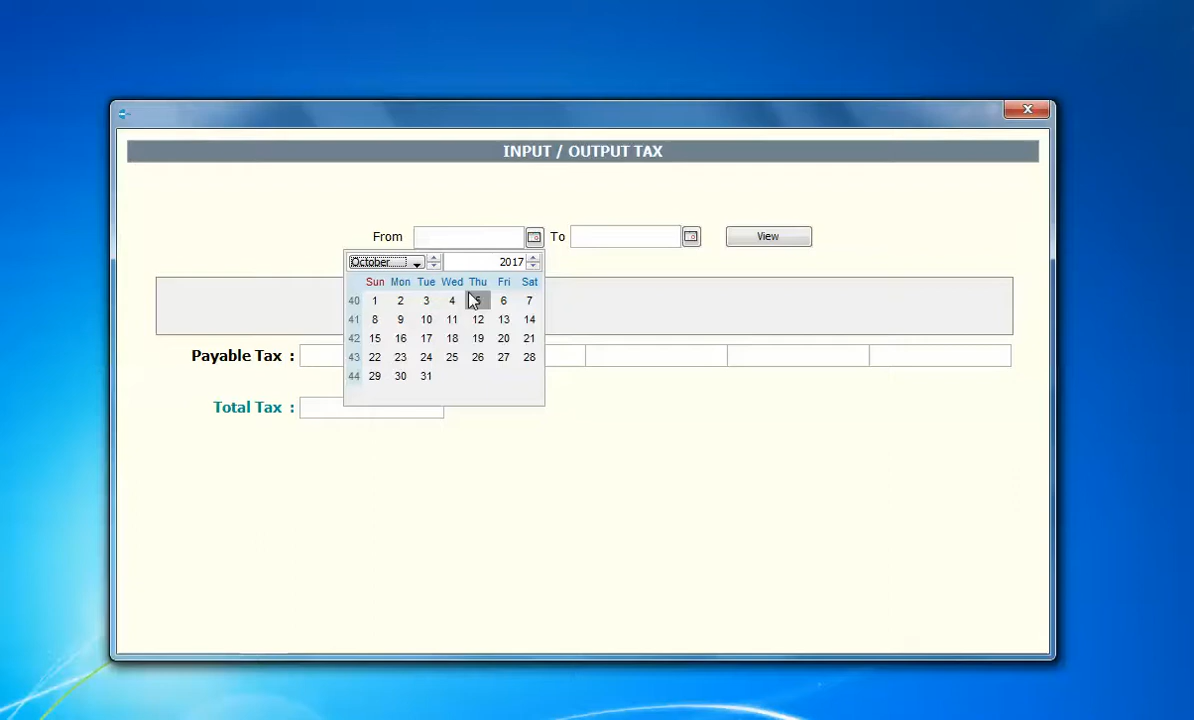 INPUT / OUTPUT TAX
From To View
October 2017
Sun Mon Tue Wed Thu Fri Sat
40 1 2 3 4 5 6 7
41 8 9 10 11 12 13 14
42 15 16 17 18 19 20 21
43 22 23 24 25 26 27 28
44 29 30 31
Payable Tax :
Total Tax :